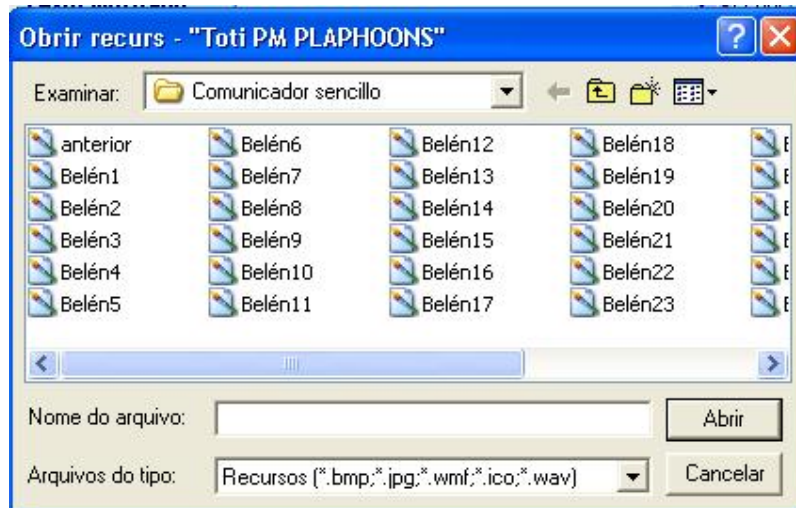 Obrir recurs - "Toti PM PLAPHOONS"
Examinar: Comunicador sencillo
anterior Belén6 Belén12 Belén18
Belén1 Belén7 Belén13 Belén19
Belén2 Belén8 Belén14 Belén20
Belén3 Belén9 Belén15 Belén21
Belén4 Belén10 Belén16 Belén22
Belén5 Belén11 Belén17 Belén23
Nome do arquivo: Abrir
Arquivos do tipo: Recursos (*.bmp;*.jpg;*.wmf;*.ico;*.wav) Cancelar